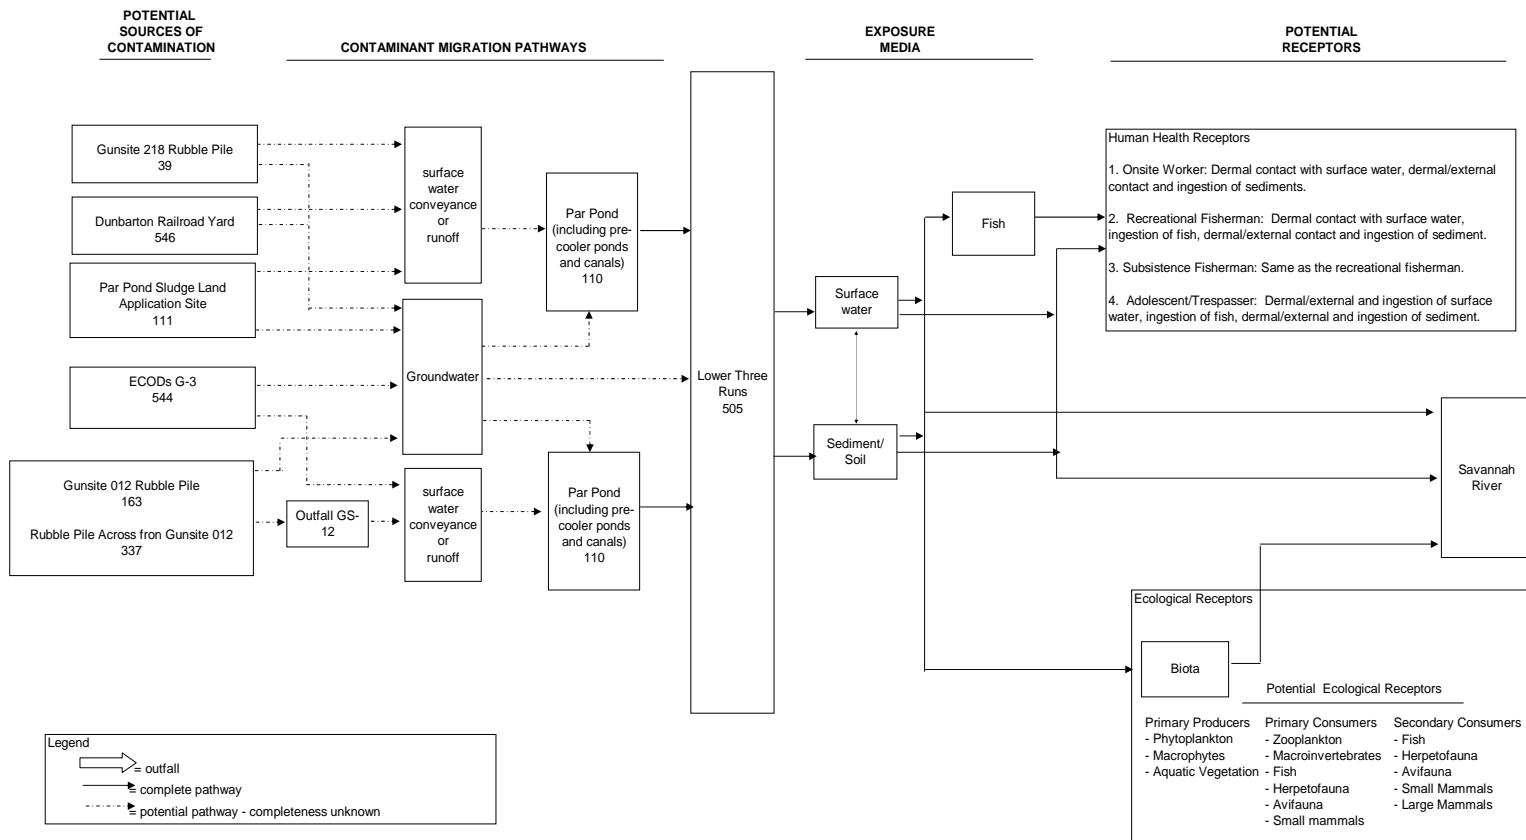 POTENTIAL
SOURCES OF
CONTAMINATION
CONTAMINANT MIGRATION PATHWAYS
EXPOSURE
MEDIA
POTENTIAL
RECEPTORS
Gunsite 218 Rubble Pile
39
Dunbarton Railroad Yard
546
Par Pond Sludge Land
Application Site
111
ECODs G-3
544
Gunsite 012 Rubble Pile
163
Rubble Pile Across fron Gunsite 012
337
Outfall GS-
12
surface
water
conveyance
or
runoff
Groundwater
surface
water
conveyance
or
runoff
Par Pond
(including pre-
cooler ponds
and canals)
110
Par Pond
(including pre-
cooler ponds
and canals)
110
Lower Three
Runs
505
Surface
water
Sediment/
Soil
Fish
Human Health Receptors
1. Onsite Worker: Dermal contact with surface water, dermal/external
contact and ingestion of sediments.
2. Recreational Fisherman: Dermal contact with surface water,
ingestion of fish, dermal/external contact and ingestion of sediment.
3. Subsistence Fisherman: Same as the recreational fisherman.
4. Adolescent/Trespasser: Dermal/external and ingestion of surface
water, ingestion of fish, dermal/external and ingestion of sediment.
Savannah
River
Ecological Receptors
Biota
Potential Ecological Receptors
Primary Producers
- Phytoplankton
- Macrophytes
- Aquatic Vegetation
Primary Consumers
- Zooplankton
- Macroinvertebrates
- Fish
- Herpetofauna
- Avifauna
- Small mammals
Secondary Consumers
- Fish
- Herpetofauna
- Avifauna
- Small Mammals
- Large Mammals
Legend
= outfall
= complete pathway
= potential pathway - completeness unknown